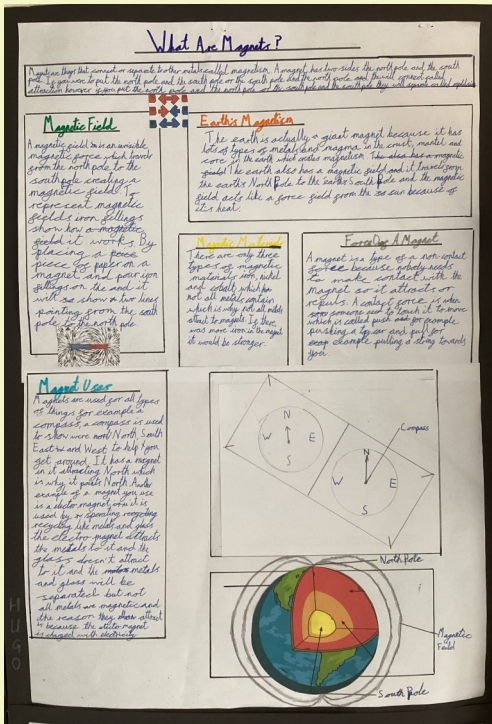 What Are Magnets?
Magnets are things that connect or separate to other metals called magnetism. A magnet has two sides the north pole and the south
pole. If you were to put the north pole and the south pole or the south pole and the north pole and they will connect called
attraction however if you put the north pole and the north pole or the south pole and the south pole they will separate called repulsion
Magnetic Field
A magnetic field is an invisible
magnetic force which travels
from the north pole to the
south pole creating a
magnetic field. To
represent magnetic
fields iron fillings
show how a magnetic
field it works. By
placing a
piece of paper on a
magnet and pour iron
fillings on the and it
will show two lines
pointing from the south
pole to the north pole
Earth's Magnetism
The earth is actually a giant magnet because it has
lots of types of metals and magma in the crust, mantel and
core of the earth which creates magnetism. This also has a magnetic
field The earth also has a magnetic field and it travels from
the earth's North Pole to the earths South Pole and the magnetic
field acts like a force field from the sun because of
it's heat.
Magnetic Materials
There are only three
types of magnetic
materials iron, nickel
and cobalt which has
not all metals contain
which is why not all metals
attract to magnets. If there
was more iron in the magnet
it would be stronger.
Force Of A Magnet
A magnet is a type of a non-contact
force because nobody needs
to make contact with the
magnet so it attracts or
repels. A contact force is when
someone need to touch it to move
which is called push and for example
pushing a toy car and pull for
example pulling a string towards
you.
Magnet Uses
Magnets are used for all types
of things for example a
compass, a compass is used
to show were north North, South
East and West to help you
get around. It has a magnet
in it attracting North which
is why it points North. Another
example of a magnet you use
is a electro magnet it is
used by separating recycling
recycling like metals and glass
the electro-magnet attracts
the metals to it and the
glass doesn't attract
to it and the metals
and glass will be
separated but not
all metals are magnetic and
the reason they attract
is because the electromagnet
is charged with electricity.
N
W
E
S
N
W
E
S
Compass
North Pole
Magnetic
Feild
South Pole
HUGO